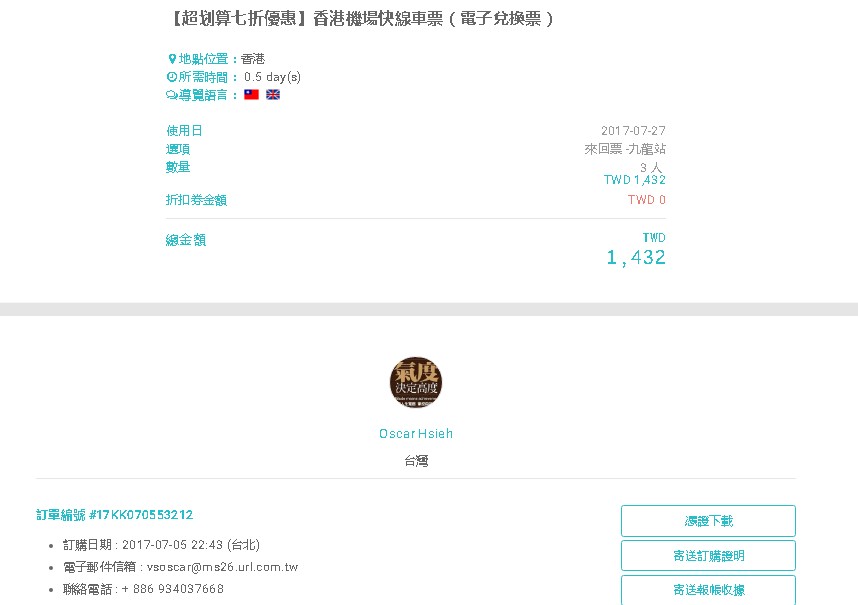 【超划算七折優惠】香港機場快線車票（電子兌換票）
地點位置：香港
所需時間： 0.5 day(s)
導覽語言：
使用日 2017-07-27
選項 來回票-九龍站
數量 3 人
TWD 1,432
折扣劵金額 TWD 0
總金額 TWD
1,432
氣度
決定高度
Oscar Hsieh
台灣
訂單編號 #17KK070553212
憑證下載
訂購日期 : 2017-07-05 22:43 (台北)
電子郵件信箱 : vsoscar@ms26.url.com.tw
寄送訂購證明
聯絡電話 : + 886 934037668
寄送報帳收據